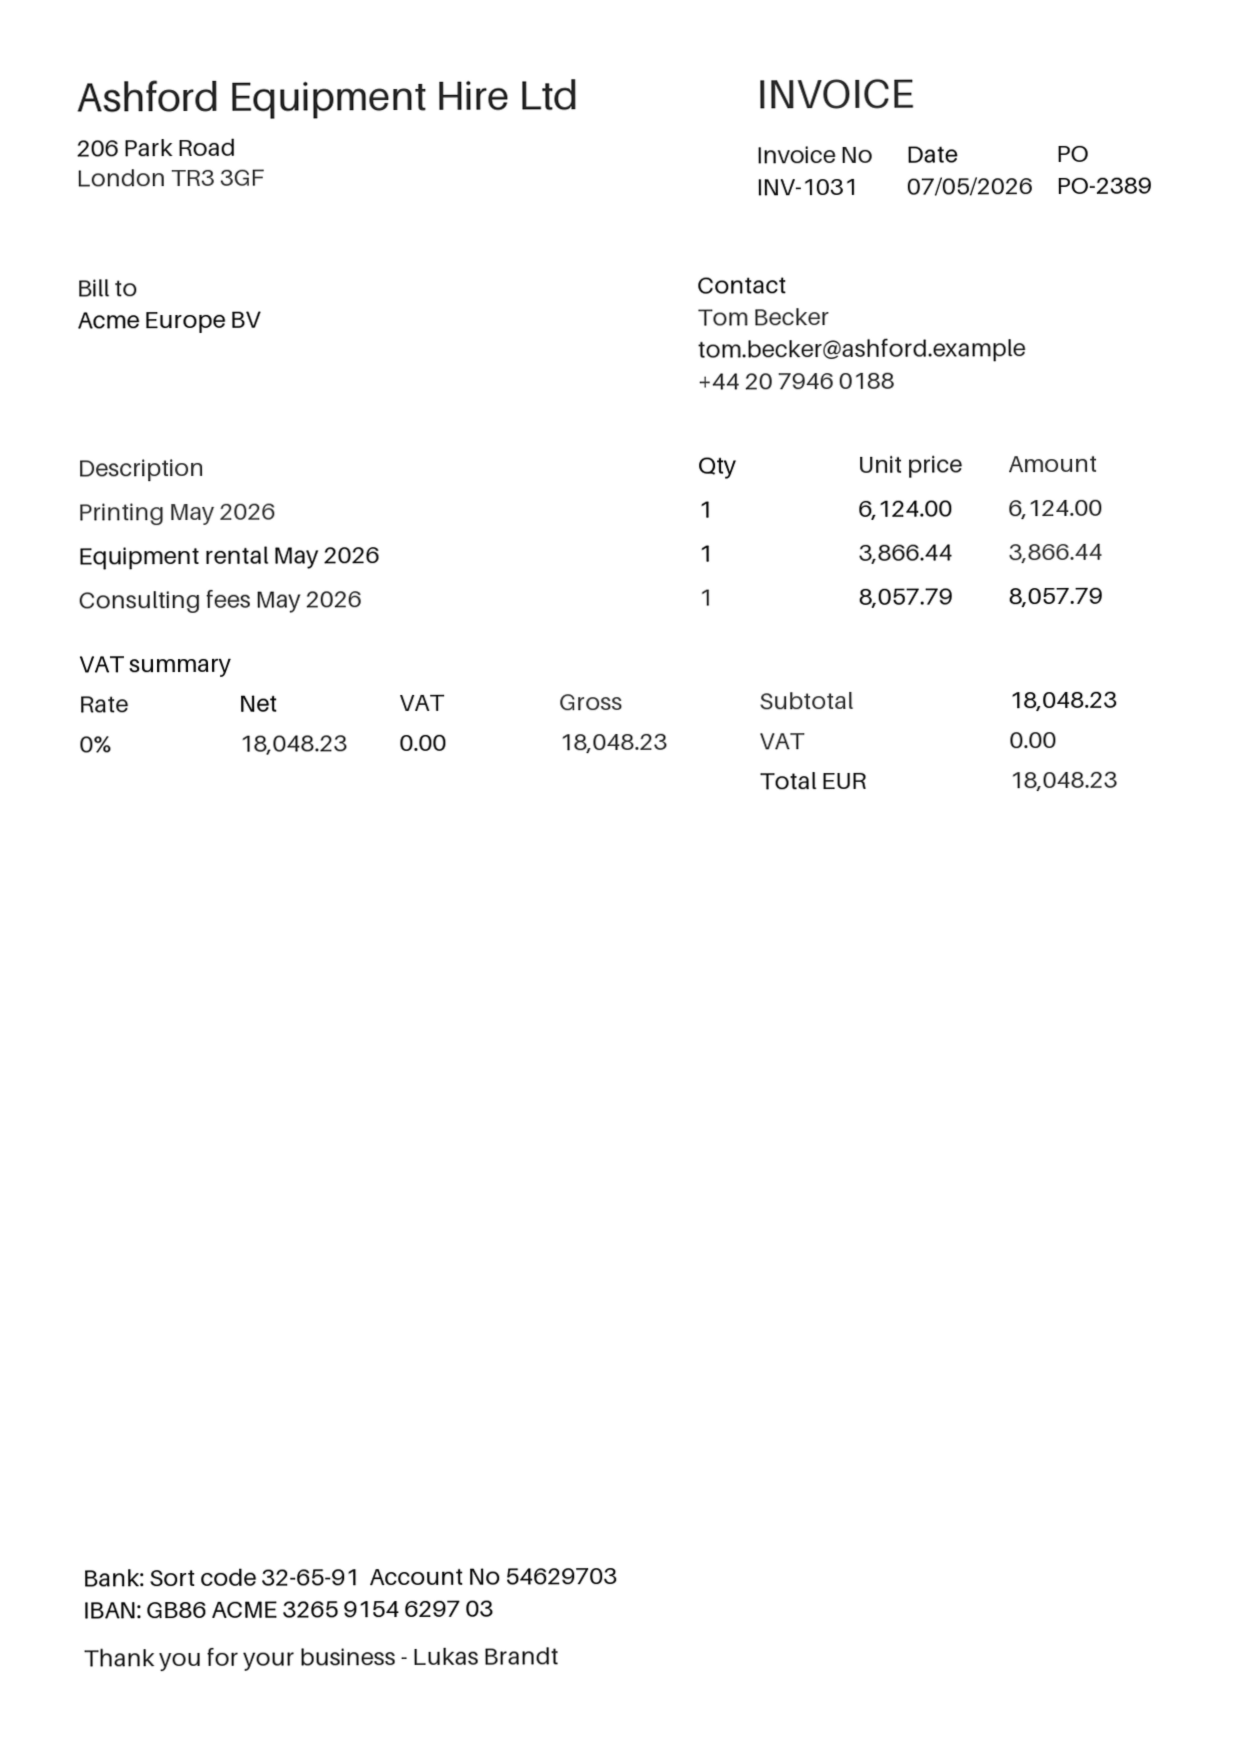 Ashford Equipment Hire Ltd
206 Park Road
London TR3 3GF
INVOICE
Invoice No Date PO
INV-1031 07/05/2026 PO-2389
Bill to
Acme Europe BV
Contact
Tom Becker
tom.becker@ashford.example
+44 20 7946 0188
Description Qty Unit price Amount
Printing May 2026 1 6,124.00 6,124.00
Equipment rental May 2026 1 3,866.44 3,866.44
Consulting fees May 2026 1 8,057.79 8,057.79
VAT summary
Rate Net VAT Gross
0% 18,048.23 0.00 18,048.23
Subtotal 18,048.23
VAT 0.00
Total EUR 18,048.23
Bank: Sort code 32-65-91 Account No 54629703
IBAN: GB86 ACME 3265 9154 6297 03
Thank you for your business - Lukas Brandt